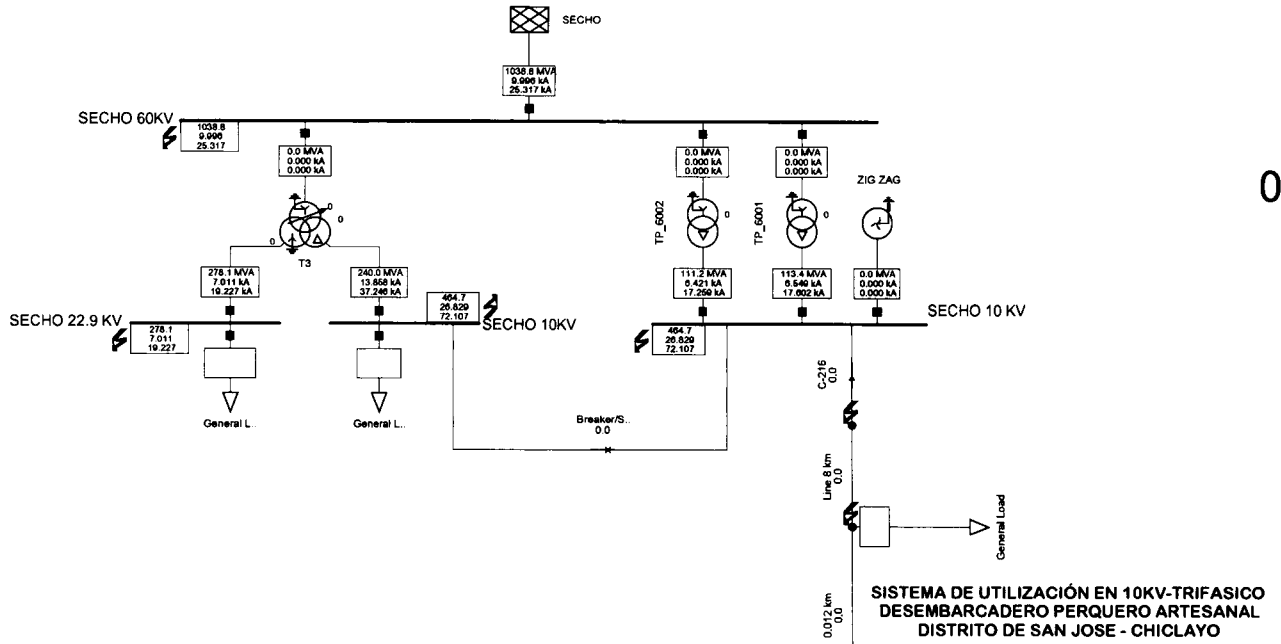 SECHO
1038.8 MVA
9.996 kA
25.317 kA
SECHO 60KV
1038.8
9.996
25.317
0.0 MVA
0.000 kA
0.000 kA
0.0 MVA
0.000 kA
0.000 kA
0.0 MVA
0.000 kA
0.000 kA
ZIG ZAG
0
0
0
0
T3
TP_6002
0
TP_6001
0
278.1 MVA
7.011 kA
19.227 kA
240.0 MVA
13.858 kA
37.246 kA
464.7
26.829
72.107
111.2 MVA
6.421 kA
17.259 kA
113.4 MVA
6.549 kA
17.602 kA
0.0 MVA
0.000 kA
0.000 kA
SECHO 22.9 KV
278.1
7.011
19.227
SECHO 10KV
SECHO 10 KV
464.7
26.829
72.107
General L..
General L..
Breaker/S..
0.0
C-216
0.0
Line 8 km
0.0
General Load
0.012 km
0.0
SISTEMA DE UTILIZACIÓN EN 10KV-TRIFASICO
DESEMBARCADERO PERQUERO ARTESANAL
DISTRITO DE SAN JOSE - CHICLAYO